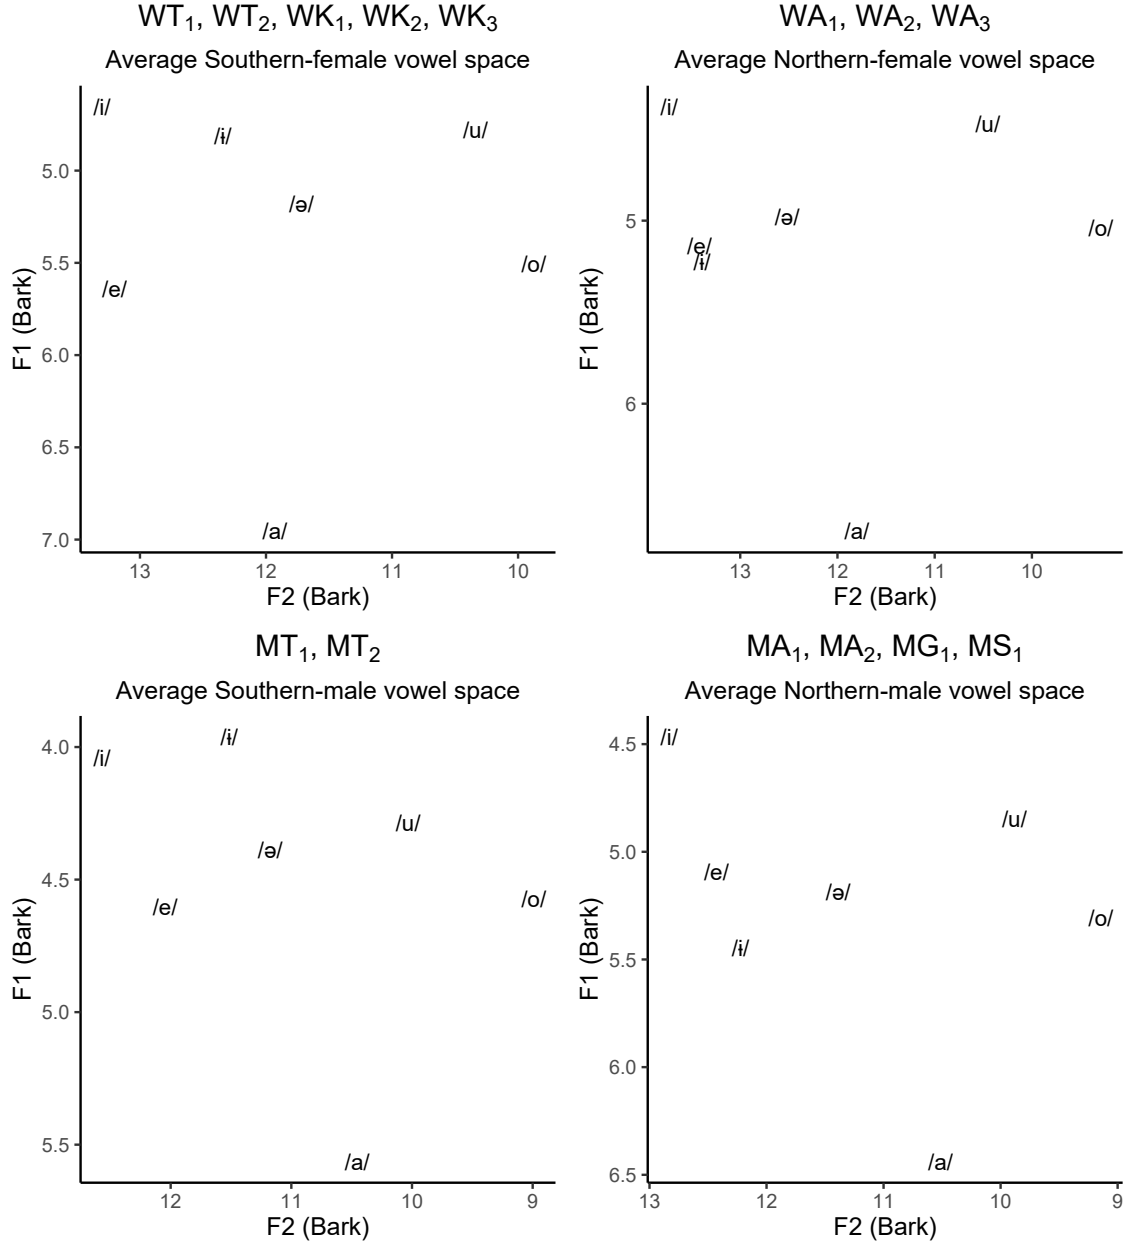 WT₁, WT₂, WK₁, WK₂, WK₃
Average Southern-female vowel space
/i/
/ɨ/
/u/
/ə/
/o/
/e/
/a/
5.0
5.5
6.0
6.5
7.0
F1 (Bark)
13 12 11 10
F2 (Bark)
WA₁, WA₂, WA₃
Average Northern-female vowel space
/i/
/u/
/ə/
/o/
/e/
/ɨ/
/a/
5
6
F1 (Bark)
13 12 11 10
F2 (Bark)
MT₁, MT₂
Average Southern-male vowel space
/ɨ/
/i/
/u/
/ə/
/o/
/e/
/a/
4.0
4.5
5.0
5.5
F1 (Bark)
12 11 10 9
F2 (Bark)
MA₁, MA₂, MG₁, MS₁
Average Northern-male vowel space
/i/
/u/
/e/
/ə/
/o/
/ɨ/
/a/
4.5
5.0
5.5
6.0
6.5
F1 (Bark)
13 12 11 10 9
F2 (Bark)